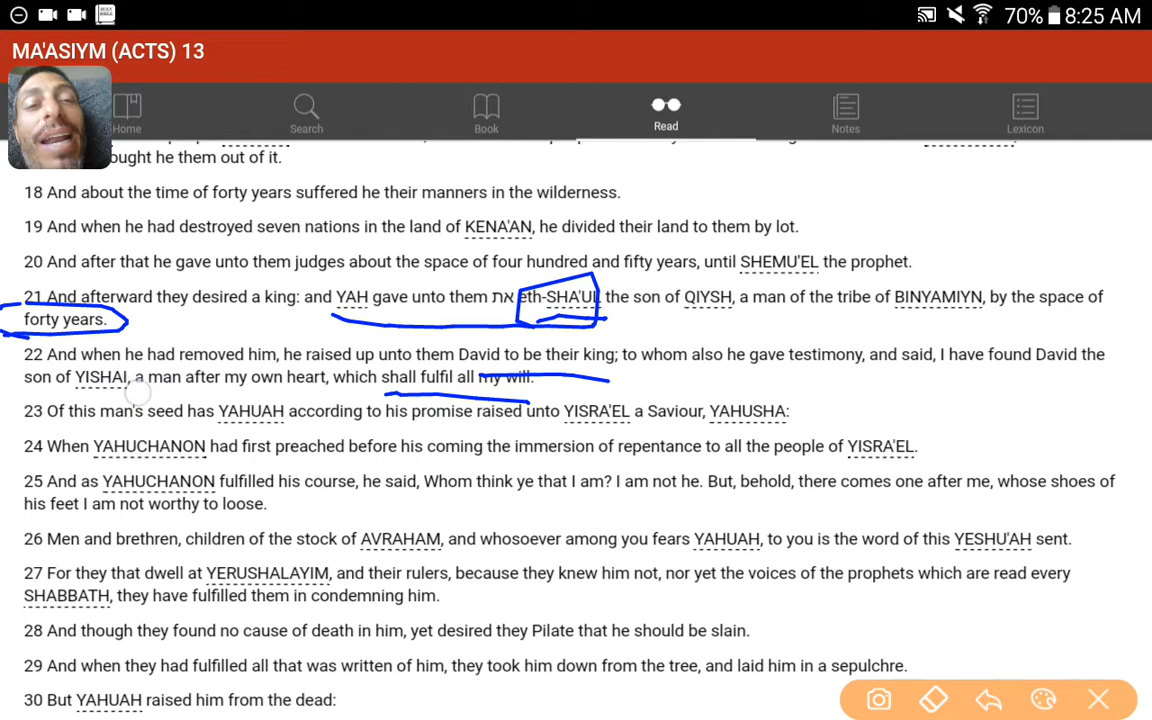 70% 8:25 AM
MA'ASIYM (ACTS) 13
Home Search Book Read Notes Lexicon
ought he them out of it.
18 And about the time of forty years suffered he their manners in the wilderness.
19 And when he had destroyed seven nations in the land of KENA'AN, he divided their land to them by lot.
20 And after that he gave unto them judges about the space of four hundred and fifty years, until SHEMU'EL the prophet.
21 And afterward they desired a king: and YAH gave unto them את eth-SHA'UL the son of QIYSH, a man of the tribe of BINYAMIYN, by the space of
forty years.
22 And when he had removed him, he raised up unto them David to be their king; to whom also he gave testimony, and said, I have found David the
son of YISHAI, a man after my own heart, which shall fulfil all my will.
23 Of this man's seed has YAHUAH according to his promise raised unto YISRA'EL a Saviour, YAHUSHA:
24 When YAHUCHANON had first preached before his coming the immersion of repentance to all the people of YISRA'EL.
25 And as YAHUCHANON fulfilled his course, he said, Whom think ye that I am? I am not he. But, behold, there comes one after me, whose shoes of
his feet I am not worthy to loose.
26 Men and brethren, children of the stock of AVRAHAM, and whosoever among you fears YAHUAH, to you is the word of this YESHU'AH sent.
27 For they that dwell at YERUSHALAYIM, and their rulers, because they knew him not, nor yet the voices of the prophets which are read every
SHABBATH, they have fulfilled them in condemning him.
28 And though they found no cause of death in him, yet desired they Pilate that he should be slain.
29 And when they had fulfilled all that was written of him, they took him down from the tree, and laid him in a sepulchre.
30 But YAHUAH raised him from the dead: